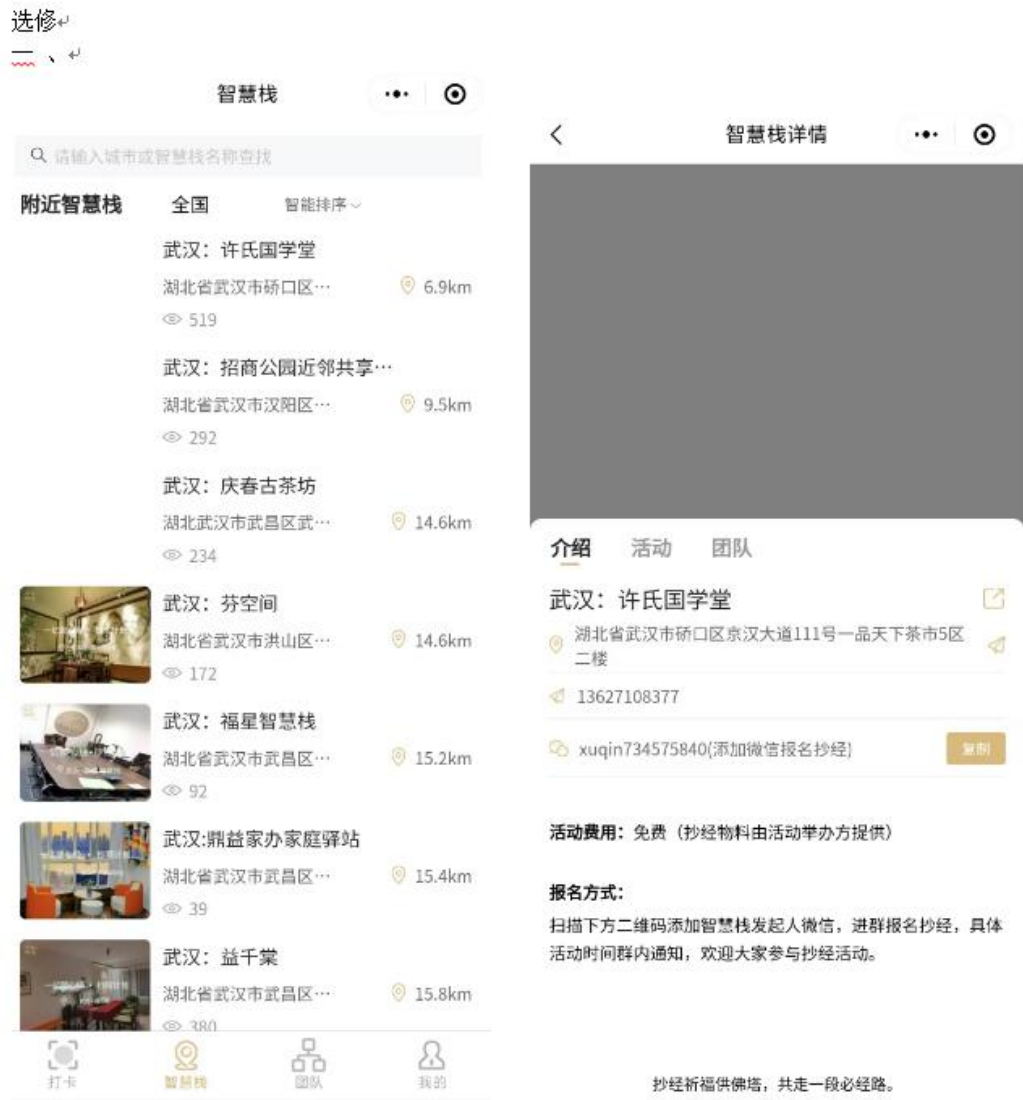 选修
一、
智慧栈
请输入城市或智慧栈名称查找
附近智慧栈 全国 智能排序
武汉：许氏国学堂
湖北省武汉市硚口区… 6.9km
519
武汉：招商公园近邻共享…
湖北省武汉市汉阳区… 9.5km
292
武汉：庆春古茶坊
湖北武汉市武昌区武… 14.6km
234
武汉：芬空间
湖北省武汉市洪山区… 14.6km
172
武汉：福星智慧栈
湖北省武汉市武昌区… 15.2km
92
武汉:鼎益家办家庭驿站
湖北省武汉市武昌区… 15.4km
39
武汉：益千棠
湖北省武汉市武昌区… 15.8km
380
打卡 智慧栈 团队 我的
智慧栈详情
介绍 活动 团队
武汉：许氏国学堂
湖北省武汉市硚口区京汉大道111号一品天下茶市5区
二楼
13627108377
xuqin734575840(添加微信报名抄经) 复制
活动费用：免费（抄经物料由活动举办方提供）
报名方式：
扫描下方二维码添加智慧栈发起人微信，进群报名抄经，具体
活动时间群内通知，欢迎大家参与抄经活动。
抄经祈福供佛塔，共走一段必经路。